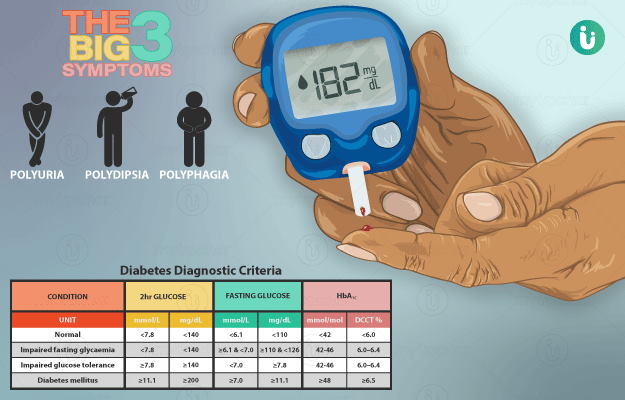 THE
BIG 3
SYMPTOMS
182 mg
dL
POLYURIA POLYDIPSIA POLYPHAGIA
Diabetes Diagnostic Criteria
CONDITION 2hr GLUCOSE FASTING GLUCOSE HbA1c
UNIT mmol/L mg/dL mmol/L mg/dL mmol/mol DCCT %
Normal <7.8 <140 <6.1 <110 <42 <6.0
Impaired fasting glycaemia <7.8 <140 ≥6.1 & <7.0 ≥110 & <126 42-46 6.0-6.4
Impaired glucose tolerance ≥7.8 ≥140 <7.0 ≥7.8 42-46 6.0-6.4
Diabetes mellitus ≥11.1 ≥200 ≥7.0 ≥11.1 ≥48 ≥6.5